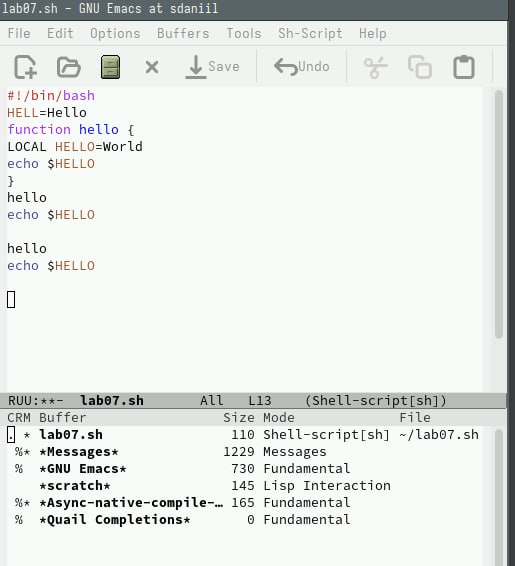 lab07.sh - GNU Emacs at sdaniil
File Edit Options Buffers Tools Sh-Script Help
Save Undo
#!/bin/bash
HELL=Hello
function hello {
LOCAL HELLO=World
echo $HELLO
}
hello
echo $HELLO
hello
echo $HELLO
RUU:**- lab07.sh All L13 (Shell-script[sh])
CRM Buffer Size Mode File
. * lab07.sh 110 Shell-script[sh] ~/lab07.sh
%* *Messages* 1229 Messages
% *GNU Emacs* 730 Fundamental
*scratch* 145 Lisp Interaction
%* *Async-native-compile-… 165 Fundamental
% *Quail Completions* 0 Fundamental